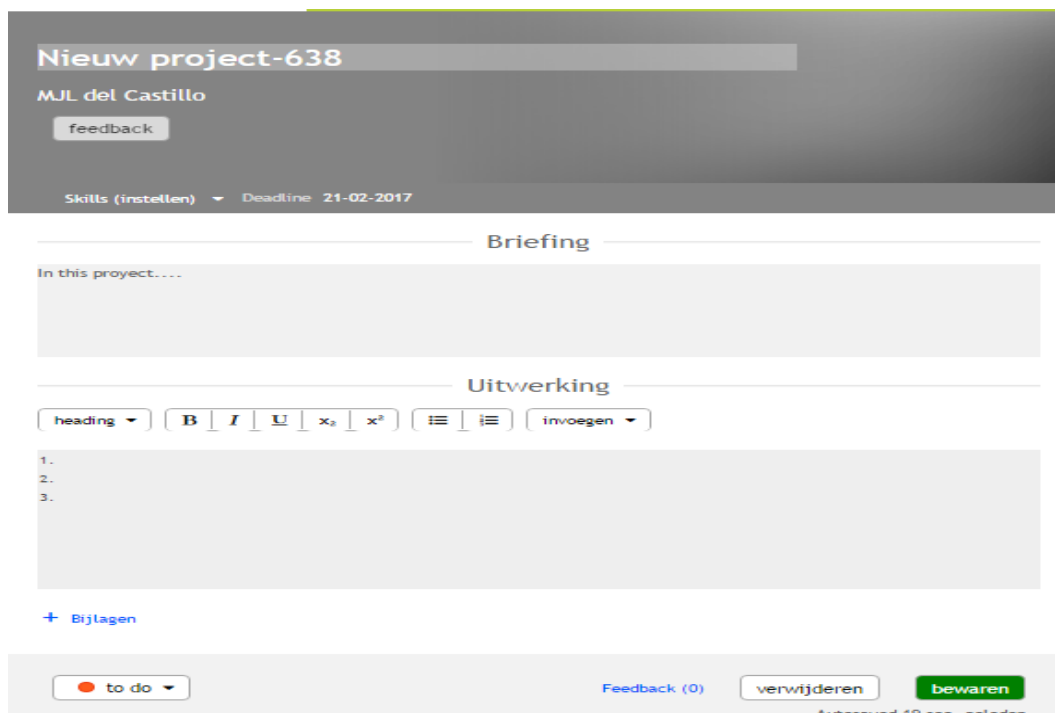 Nieuw project-638
MJL del Castillo
feedback
Skills (instellen) Deadline 21-02-2017
Briefing
In this proyect....
Uitwerking
heading B I U x₂ x² invoegen
1.
2.
3.
+ Bijlagen
to do Feedback (0) verwijderen bewaren